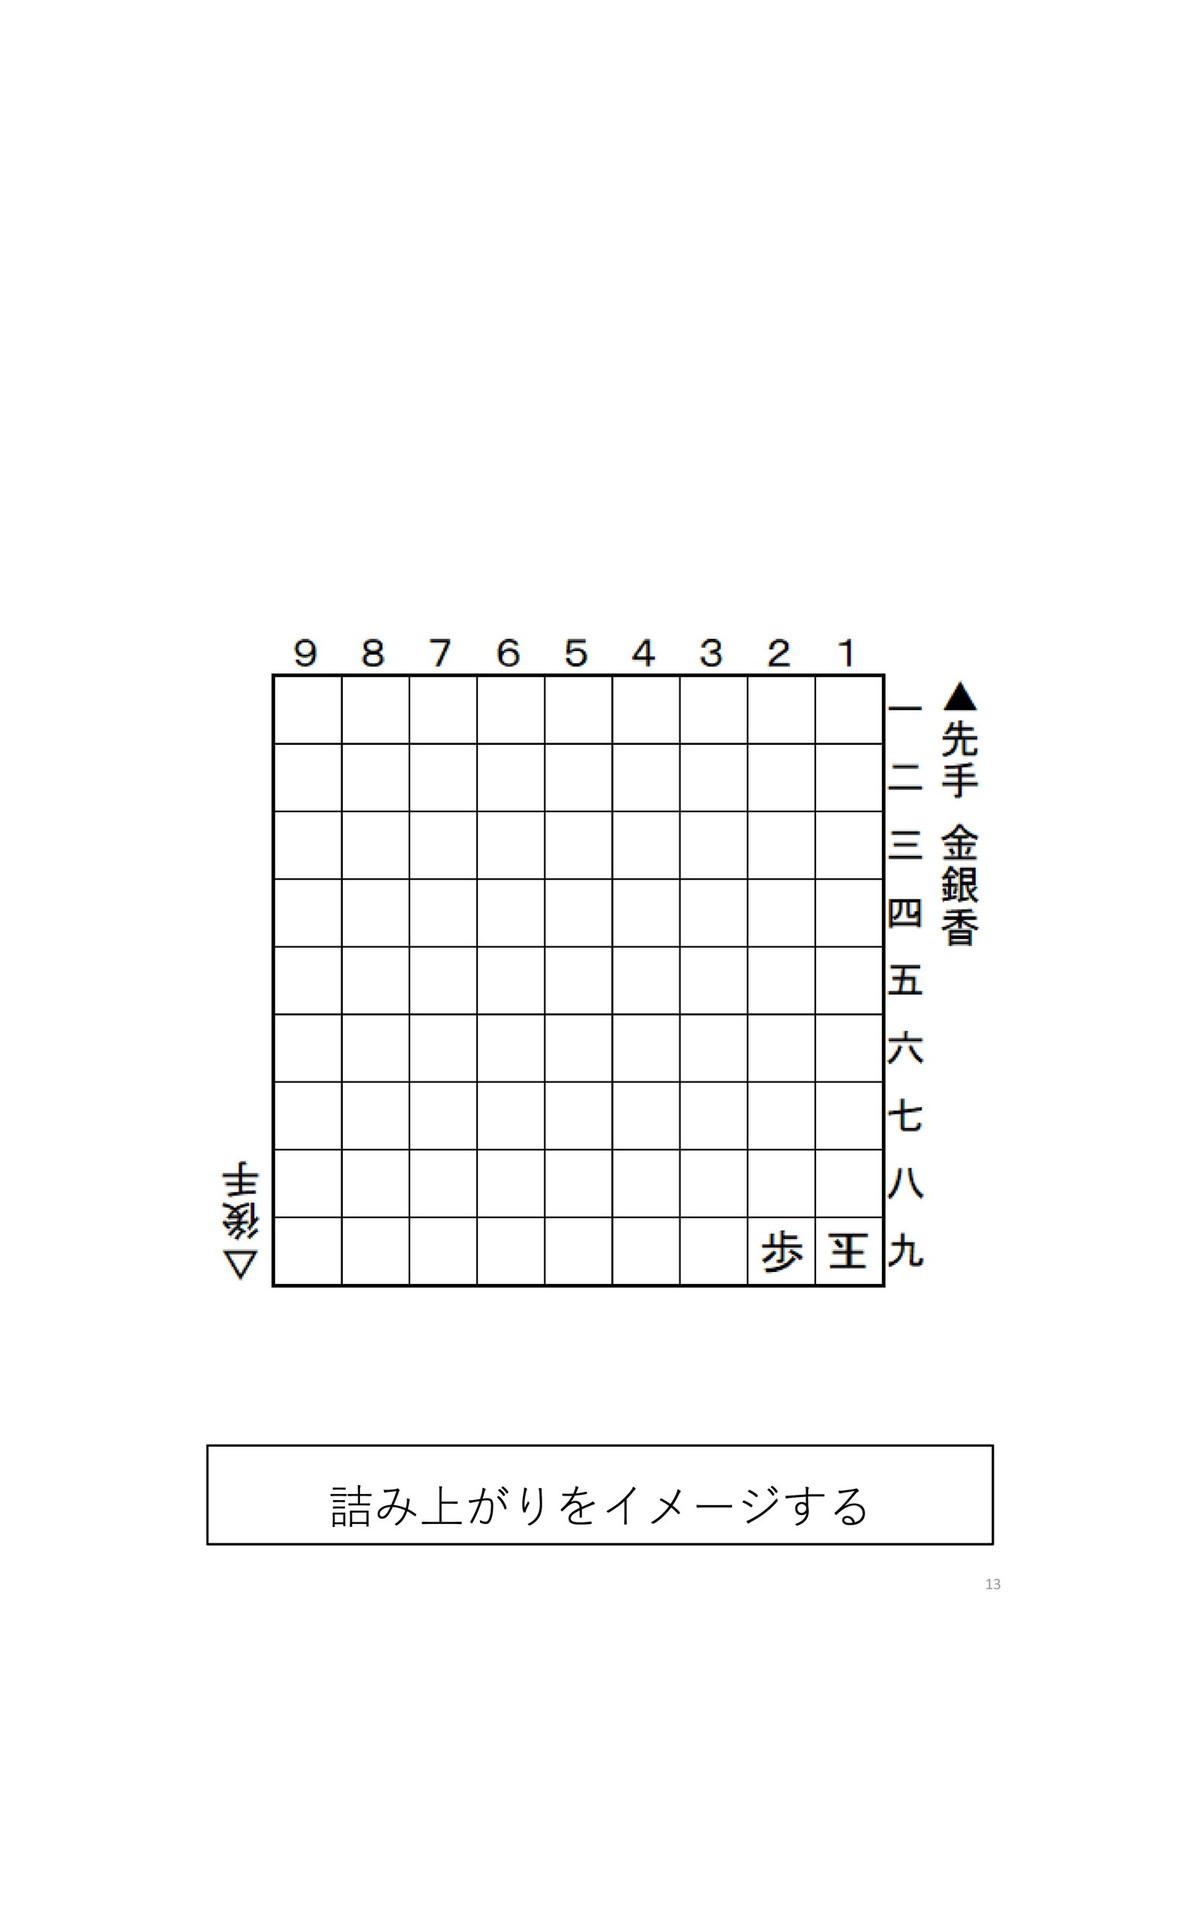 9 8 7 6 5 4 3 2 1
一
二
三
四
五
六
七
八
九
▲先手 金銀香
△後手
歩 王
詰み上がりをイメージする
13